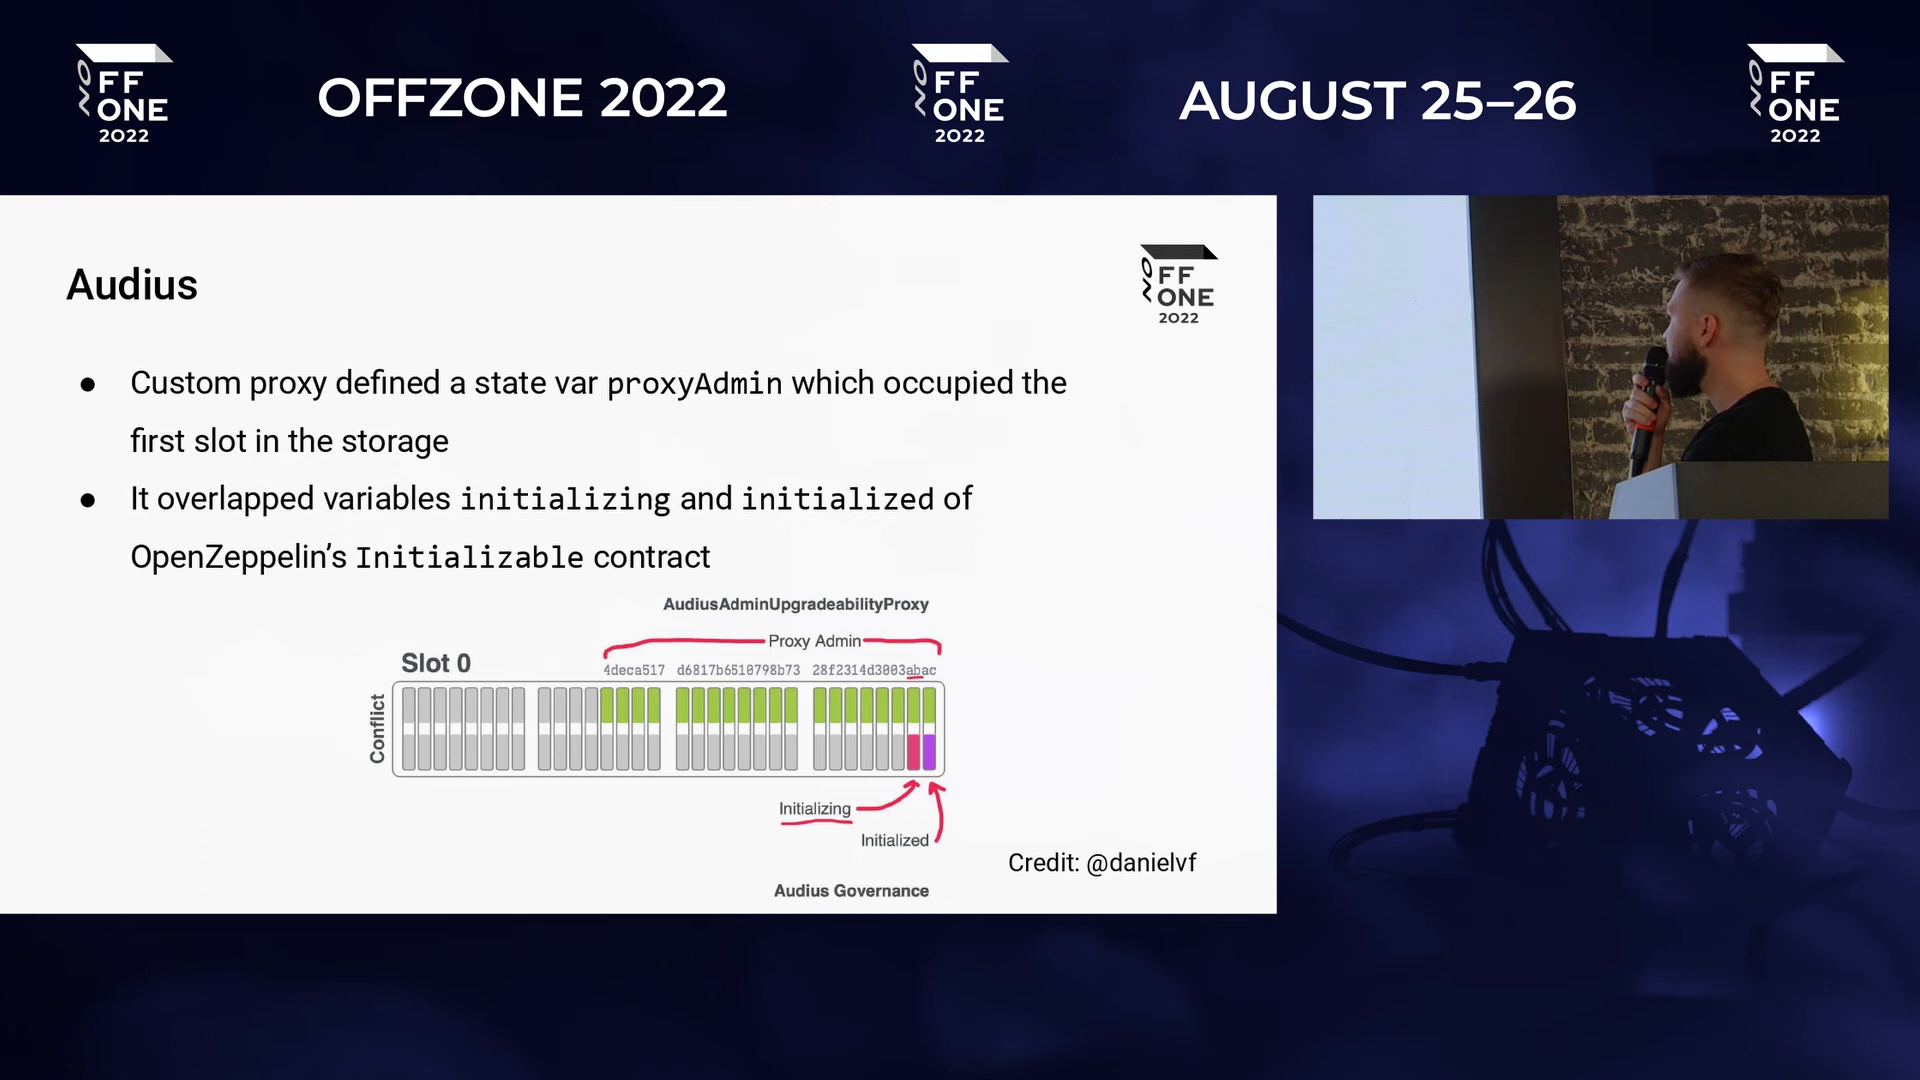 OFF
ZONE
2022
OFFZONE 2022
OFF
ZONE
2022
AUGUST 25–26
OFF
ZONE
2022
Audius
OFF
ZONE
2022
● Custom proxy defined a state var proxyAdmin which occupied the
first slot in the storage
● It overlapped variables initializing and initialized of
OpenZeppelin’s Initializable contract
AudiusAdminUpgradeabilityProxy
Proxy Admin
Slot 0
4deca517 d6817b6510798b73 28f2314d3003abac
Conflict
Initializing
Initialized
Credit: @danielvf
Audius Governance